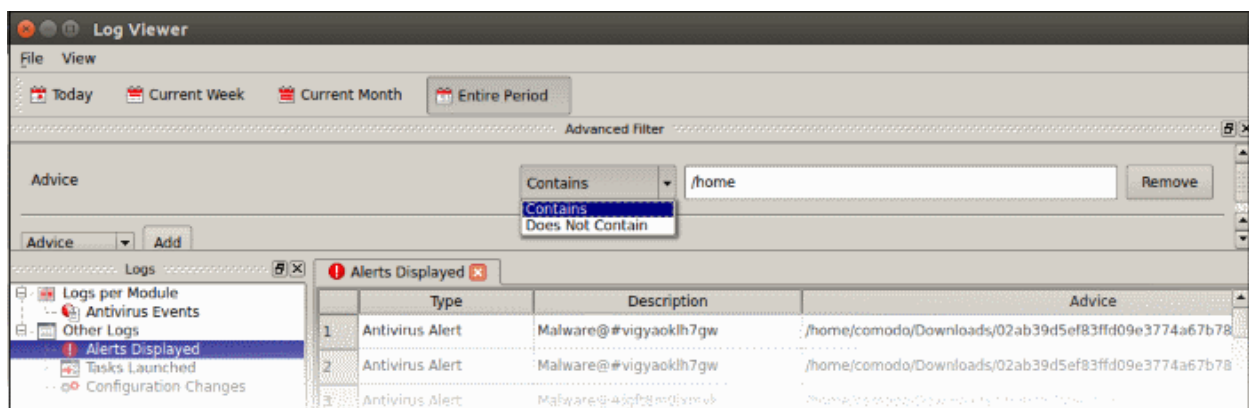 Log Viewer
File View
Today Current Week Current Month Entire Period
Advanced Filter
Advice Contains /home Remove
Contains
Does Not Contain
Advice Add
Logs
Logs per Module
Antivirus Events
Other Logs
Alerts Displayed
Tasks Launched
Configuration Changes
Alerts Displayed
Type Description Advice
1 Antivirus Alert Malware@#vigyaoklh7gw /home/comodo/Downloads/02ab39d5ef83ffd09e3774a67b78
2 Antivirus Alert Malware@#vigyaoklh7gw /home/comodo/Downloads/02ab39d5ef83ffd09e3774a67b78
3 Antivirus Alert